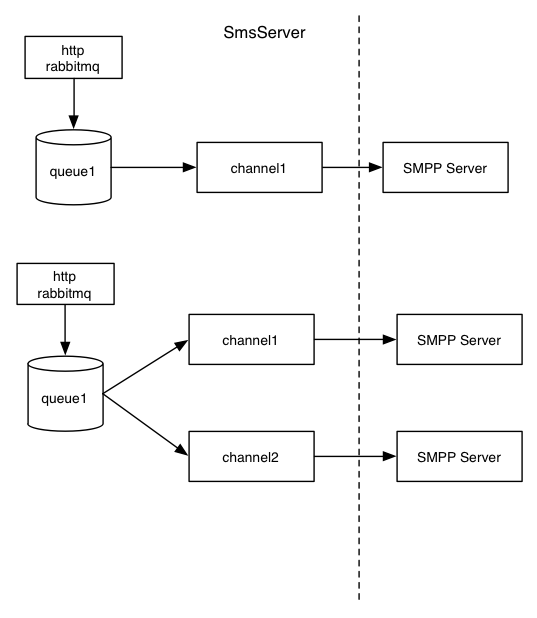 SmsServer
http
rabbitmq
queue1
channel1
SMPP Server
http
rabbitmq
queue1
channel1
SMPP Server
channel2
SMPP Server